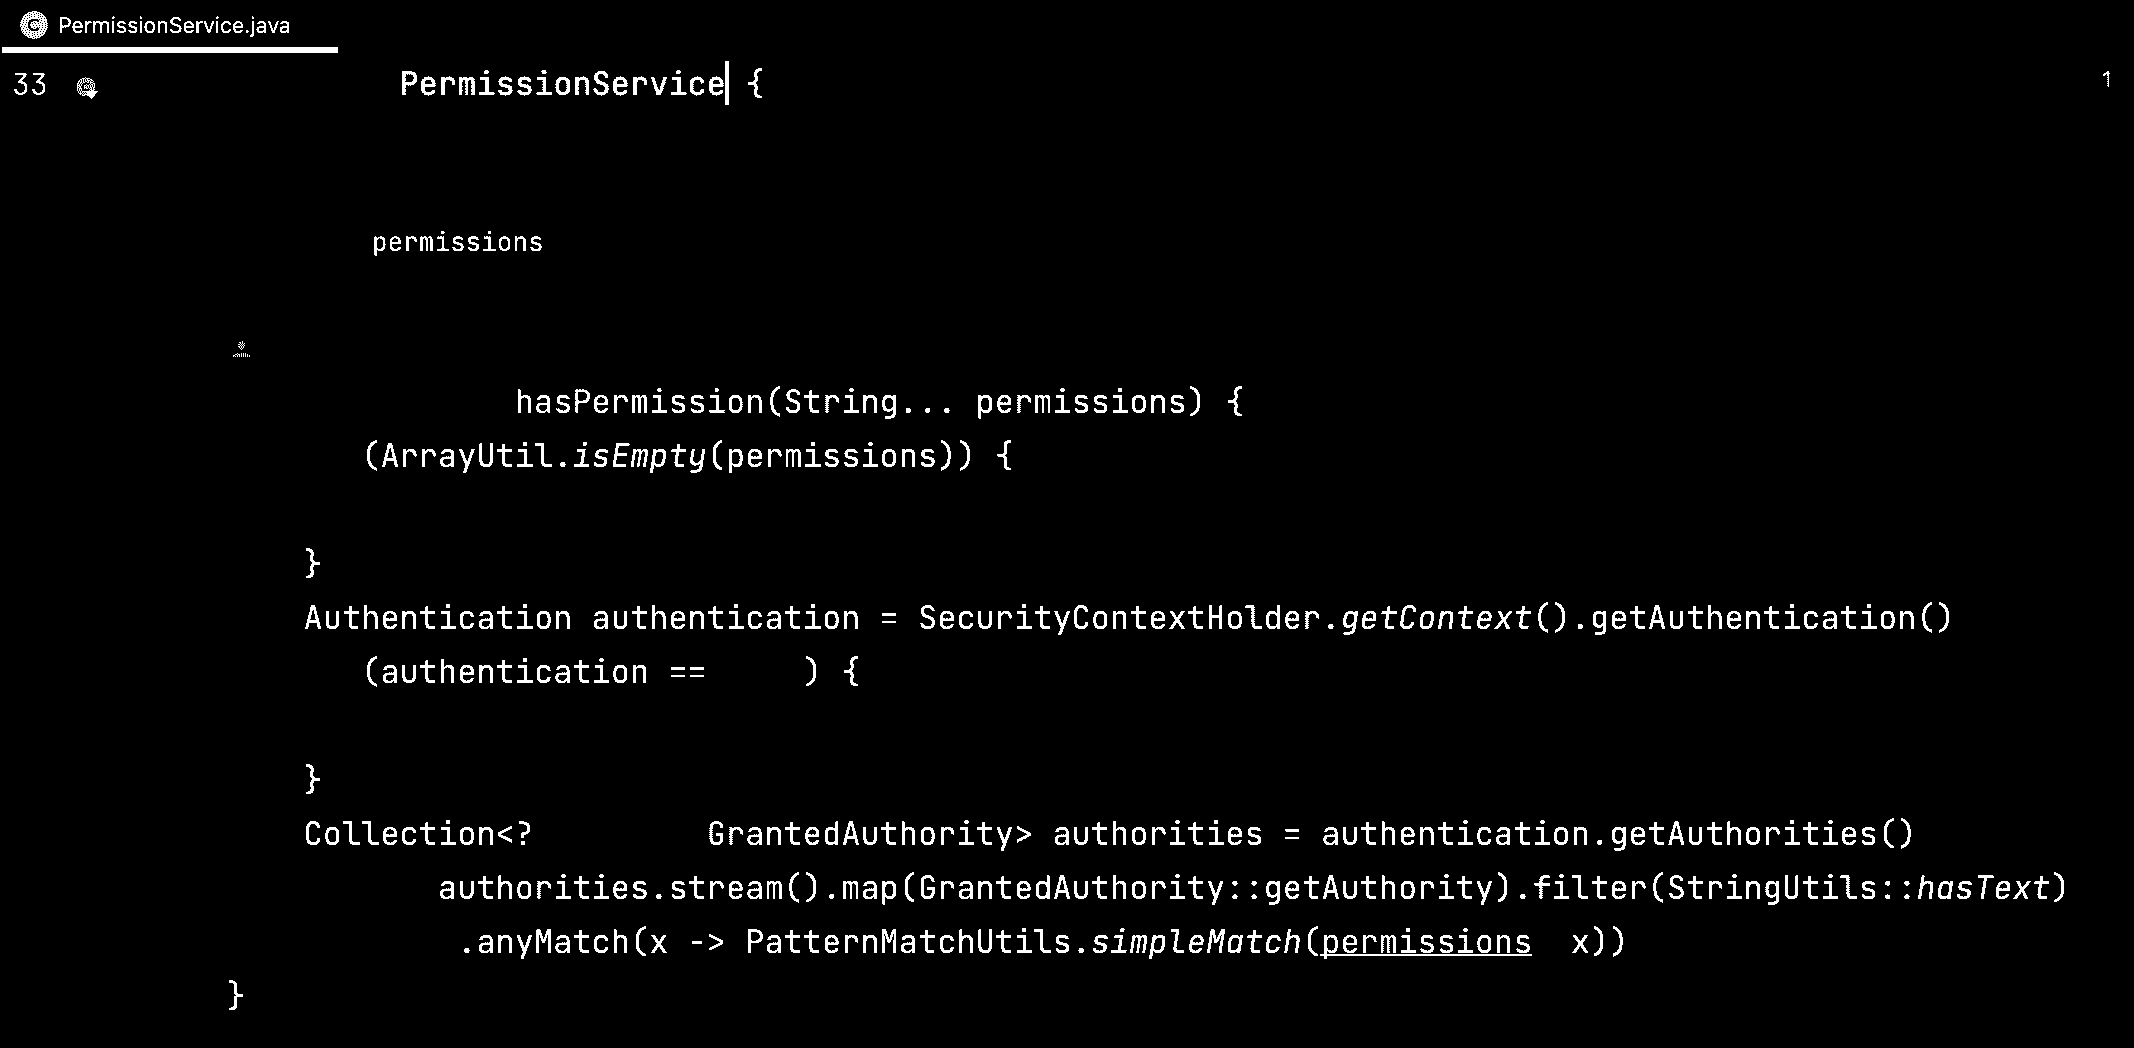 PermissionService.java
33 PermissionService { 1
permissions
hasPermission(String... permissions) {
(ArrayUtil.isEmpty(permissions)) {
}
Authentication authentication = SecurityContextHolder.getContext().getAuthentication()
(authentication == ) {
}
Collection<? GrantedAuthority> authorities = authentication.getAuthorities()
authorities.stream().map(GrantedAuthority::getAuthority).filter(StringUtils::hasText)
.anyMatch(x -> PatternMatchUtils.simpleMatch(permissions x))
}